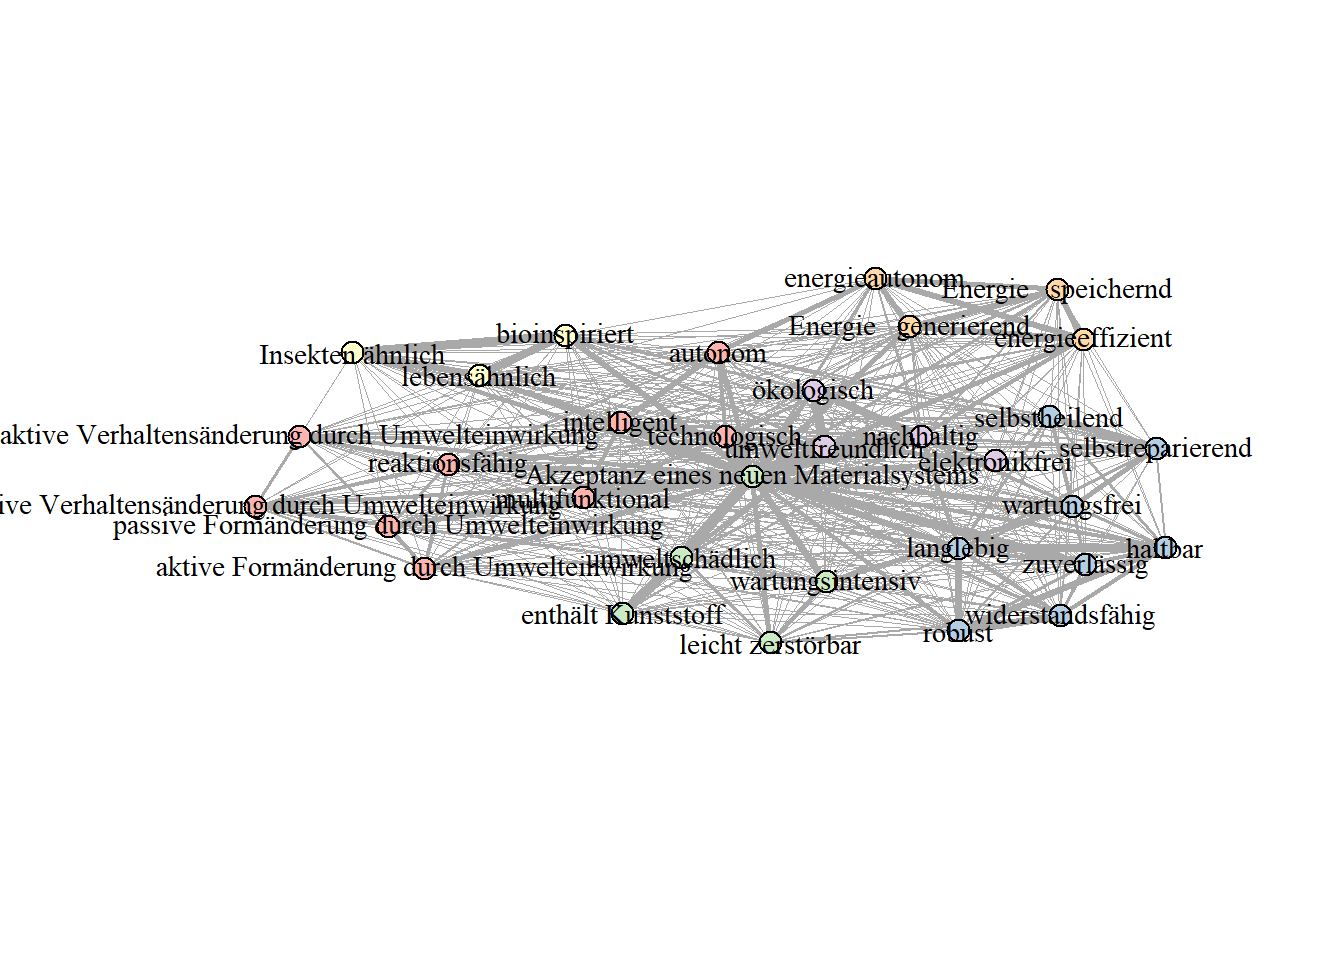 energieautonom
Energie speichernd
Energie generierend
energieeffizient
bioinspiriert
Insekten ähnlich
autonom
lebensähnlich
ökologisch
selbstheilend
intelligent
aktive Verhaltensänderung durch Umwelteinwirkung
technologisch
nachhaltig
umweltfreundlich
selbstreparierend
reaktionsfähig
elektronikfrei
Akzeptanz eines neuen Materialsystems
multifunktional
ive Verhaltensänderung durch Umwelteinwirkung
wartungsfrei
passive Formänderung durch Umwelteinwirkung
langlebig
haltbar
umweltschädlich
zuverlässig
aktive Formänderung durch Umwelteinwirkung
wartungsintensiv
enthält Kunststoff
widerstandsfähig
robust
leicht zerstörbar